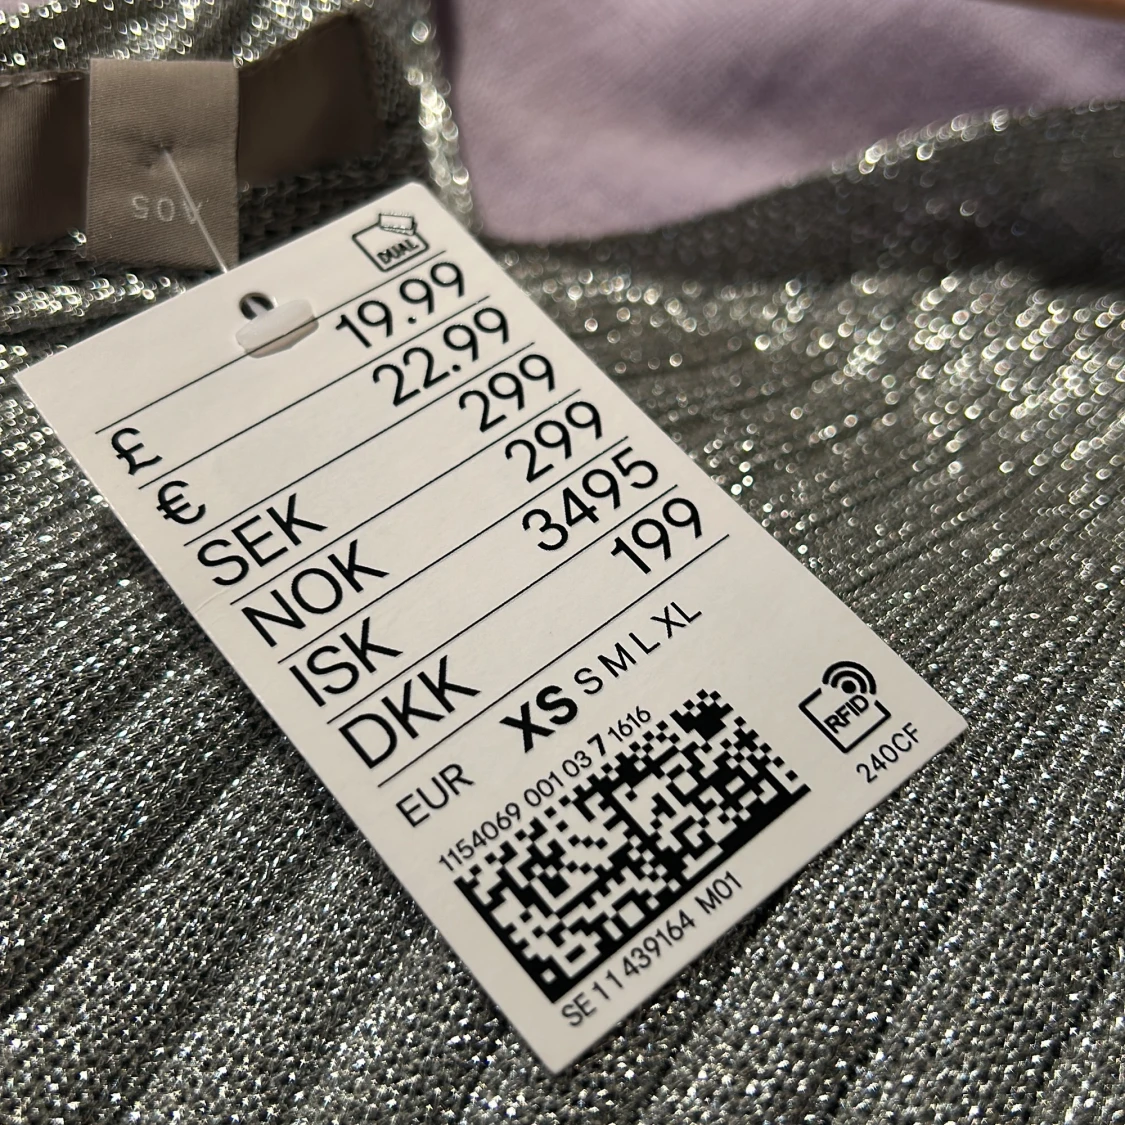 DUAL
£ 19.99
€ 22.99
SEK 299
NOK 299
ISK 3495
DKK 199
EUR XS S M L XL
1154069 001 03 7 1616
RFID
240CF
SE 11 439164 M01